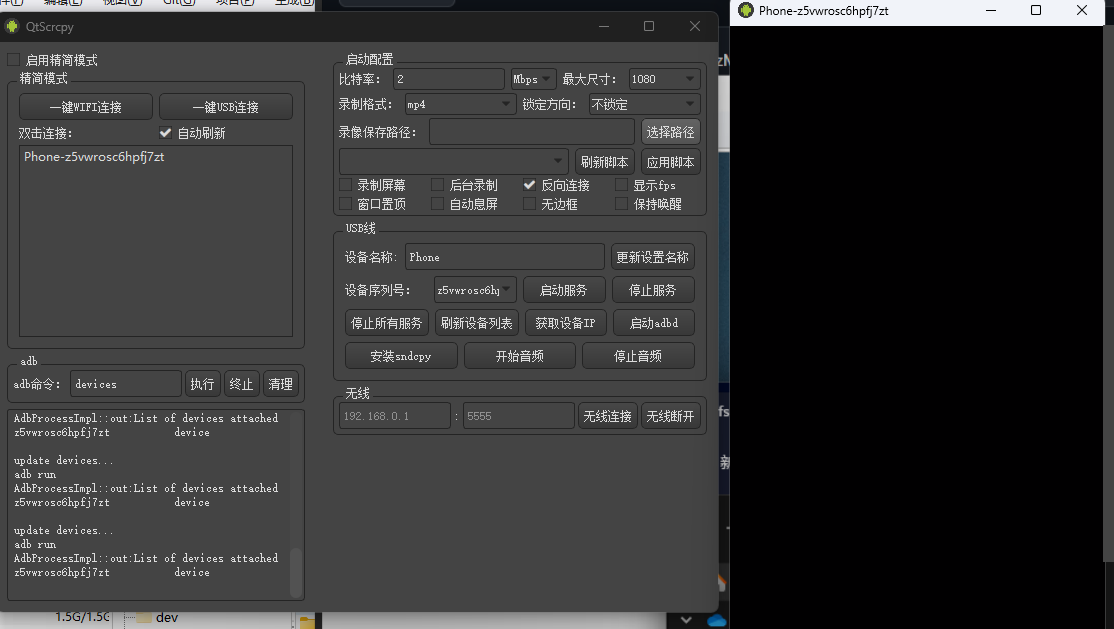 QtScrcpy
启用精简模式
精简模式
一键WIFI连接
一键USB连接
双击连接:
自动刷新
Phone-z5vwrosc6hpfj7zt
adb
adb命令:
devices
执行
终止
清理
AdbProcessImpl::out:List of devices attached
z5vwrosc6hpfj7zt device
update devices...
adb run
AdbProcessImpl::out:List of devices attached
z5vwrosc6hpfj7zt device
update devices...
adb run
AdbProcessImpl::out:List of devices attached
z5vwrosc6hpfj7zt device
启动配置
比特率: 2 Mbps 最大尺寸: 1080
录制格式: mp4 锁定方向: 不锁定
录像保存路径: 选择路径
刷新脚本 应用脚本
录制屏幕 后台录制 反向连接 显示fps
窗口置顶 自动息屏 无边框 保持唤醒
USB线
设备名称: Phone 更新设置名称
设备序列号: z5vwrosc6hj 启动服务 停止服务
停止所有服务 刷新设备列表 获取设备IP 启动adbd
安装sndcpy 开始音频 停止音频
无线
192.168.0.1 : 5555 无线连接 无线断开
Phone-z5vwrosc6hpfj7zt
1.5G/1.5G
dev